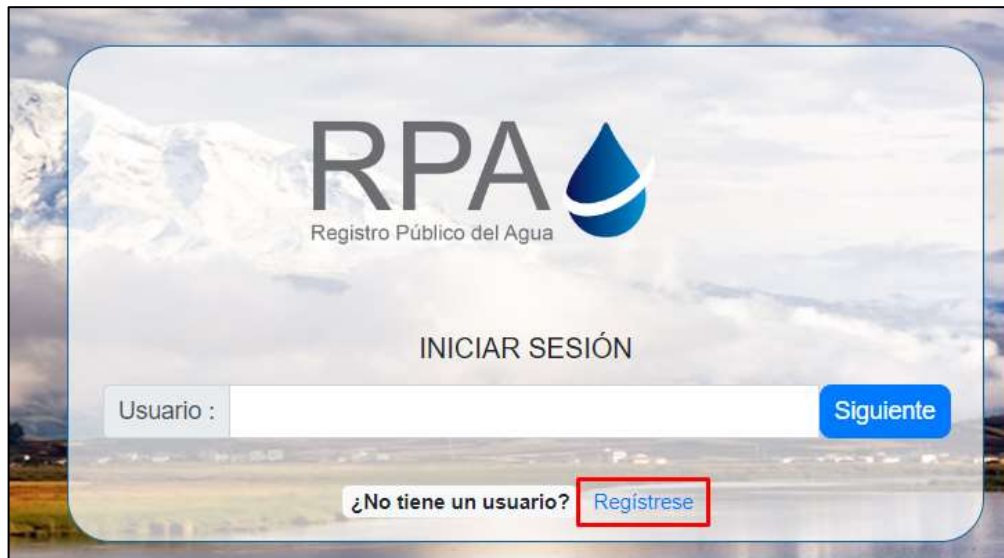 RPA
Registro Público del Agua
INICIAR SESIÓN
Usuario : Siguiente
¿No tiene un usuario? Regístrese